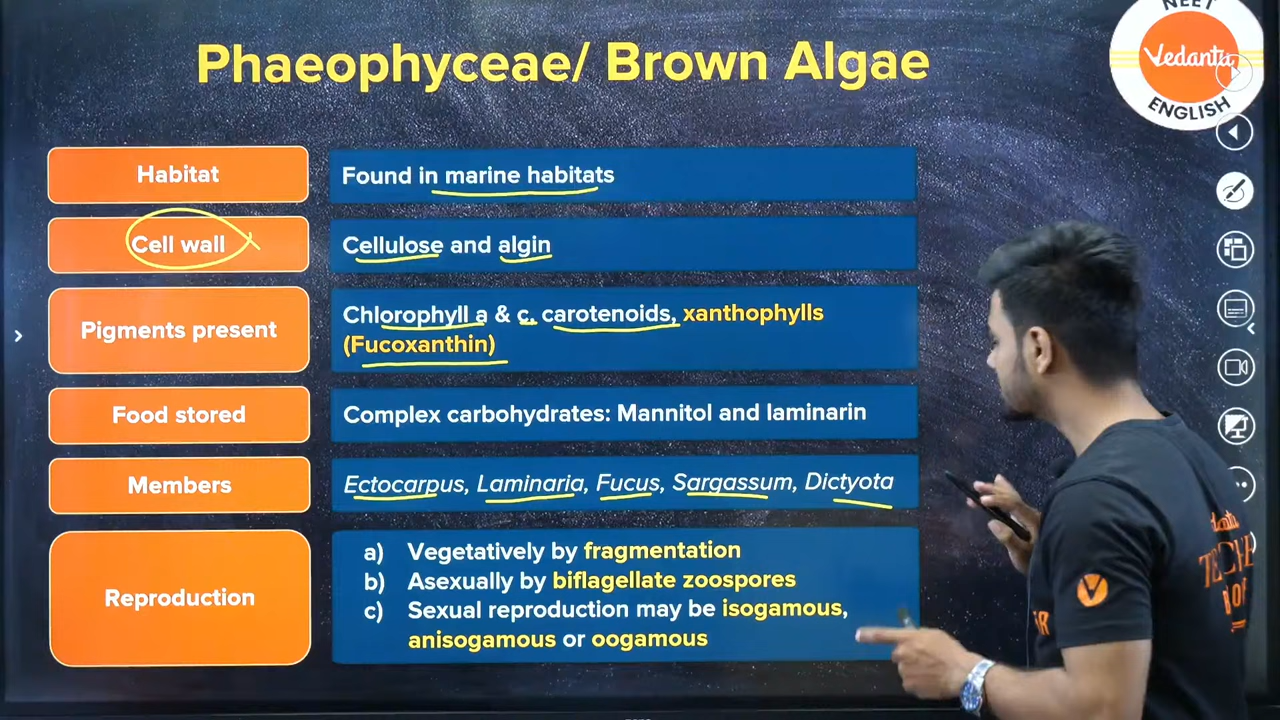 NEET
Vedantu
ENGLISH
Phaeophyceae/ Brown Algae
Habitat
Found in marine habitats
Cell wall
Cellulose and algin
Pigments present
Chlorophyll a & c, carotenoids, xanthophylls
(Fucoxanthin)
Food stored
Complex carbohydrates: Mannitol and laminarin
Members
Ectocarpus, Laminaria, Fucus, Sargassum, Dictyota
Reproduction
a) Vegetatively by fragmentation
b) Asexually by biflagellate zoospores
c) Sexual reproduction may be isogamous,
anisogamous or oogamous